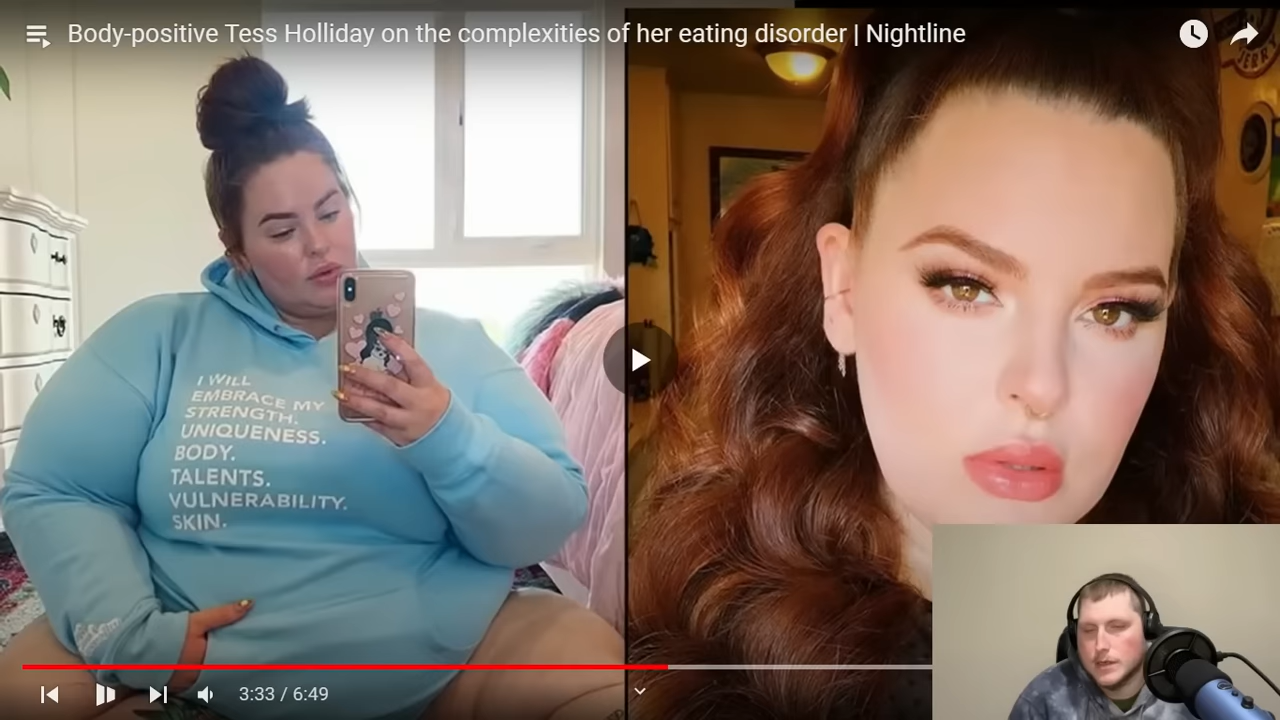 Body-positive Tess Holliday on the complexities of her eating disorder | Nightline
I WILL
EMBRACE MY
STRENGTH.
UNIQUENESS.
BODY.
TALENTS.
VULNERABILITY.
SKIN.
3:33 / 6:49